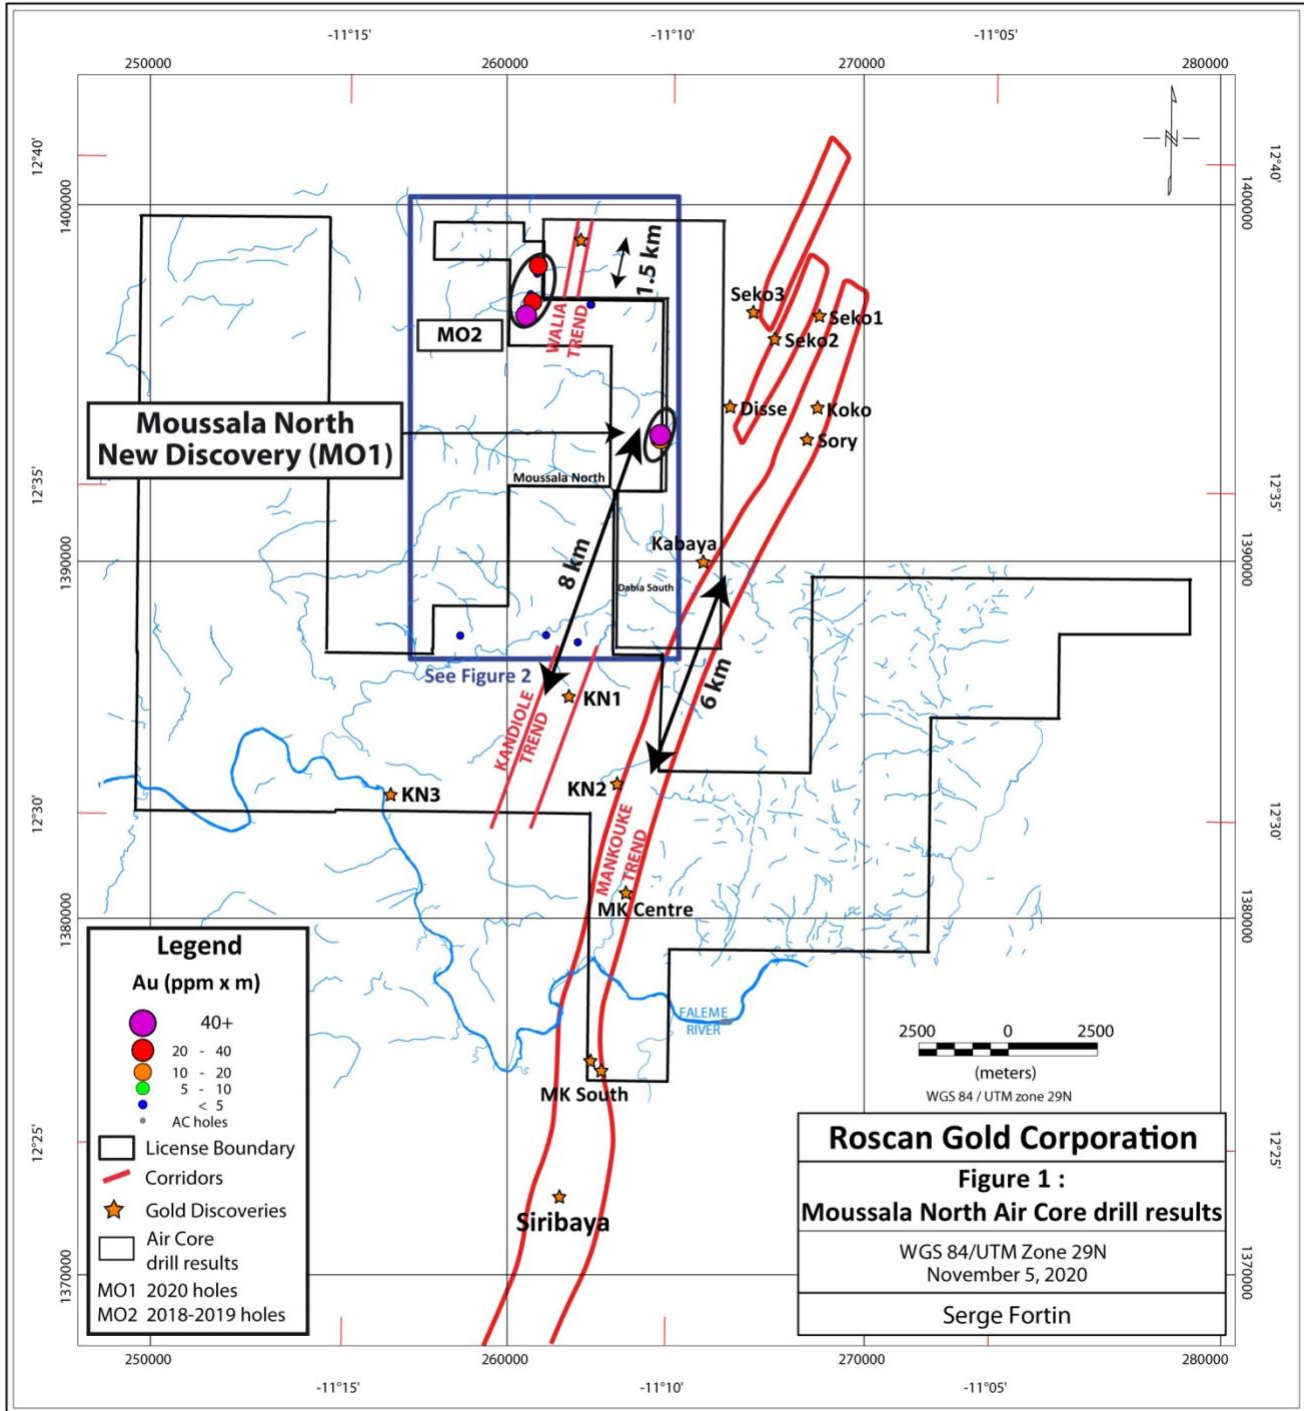 -11°15'
-11°10'
-11°05'
250000
260000
270000
280000
12°40'
12°40'
N
1400000
1400000
1.5 km
Seko3
Seko1
WALIA
TREND
MO2
Seko2
Moussala North
New Discovery (MO1)
Disse
Koko
Sory
12°35'
12°35'
Moussala North
Kabaya
1390000
1390000
8 km
Dabia South
See Figure 2
KN1
6 km
KANDIOLE
TREND
KN2
KN3
12°30'
12°30'
MANKOUKE
TREND
MK Centre
1380000
1380000
Legend
Au (ppm x m)
40+
20 - 40
10 - 20
5 - 10
< 5
AC holes
License Boundary
Corridors
Gold Discoveries
Air Core
drill results
MO1 2020 holes
MO2 2018-2019 holes
FALEME
RIVER
2500
0
2500
(meters)
WGS 84 / UTM zone 29N
MK South
12°25'
12°25'
Siribaya
Roscan Gold Corporation
Figure 1 :
Moussala North Air Core drill results
WGS 84/UTM Zone 29N
November 5, 2020
Serge Fortin
1370000
1370000
250000
260000
270000
280000
-11°15'
-11°10'
-11°05'